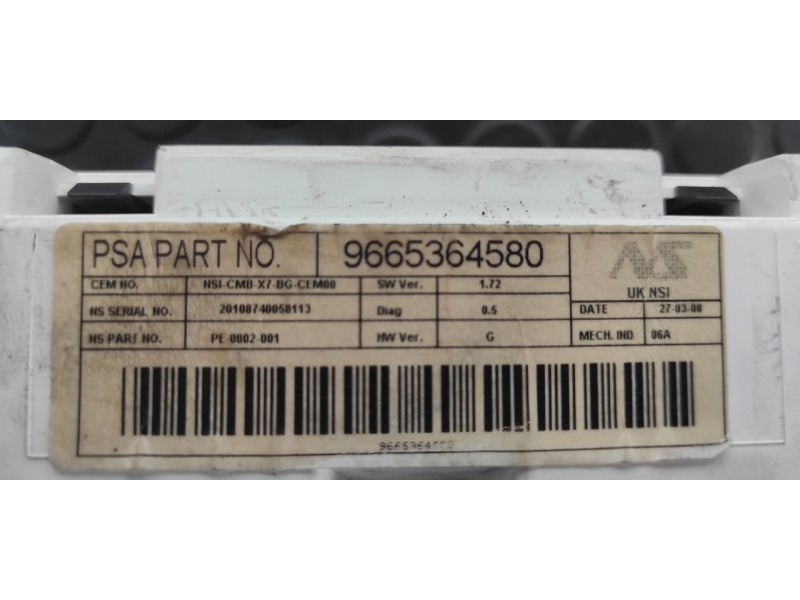 PSA PART NO. 9665364580 NS
UK NSI
CEM NO. NSI-CMB-X7-BG-CEM00 SW Ver. 1.72
NS SERIAL NO. 20108740058113 Diag 0.5 DATE 27-03-08
NS PART NO. PE-0002-001 HW Ver. G MECH. IND 06A
9665364580